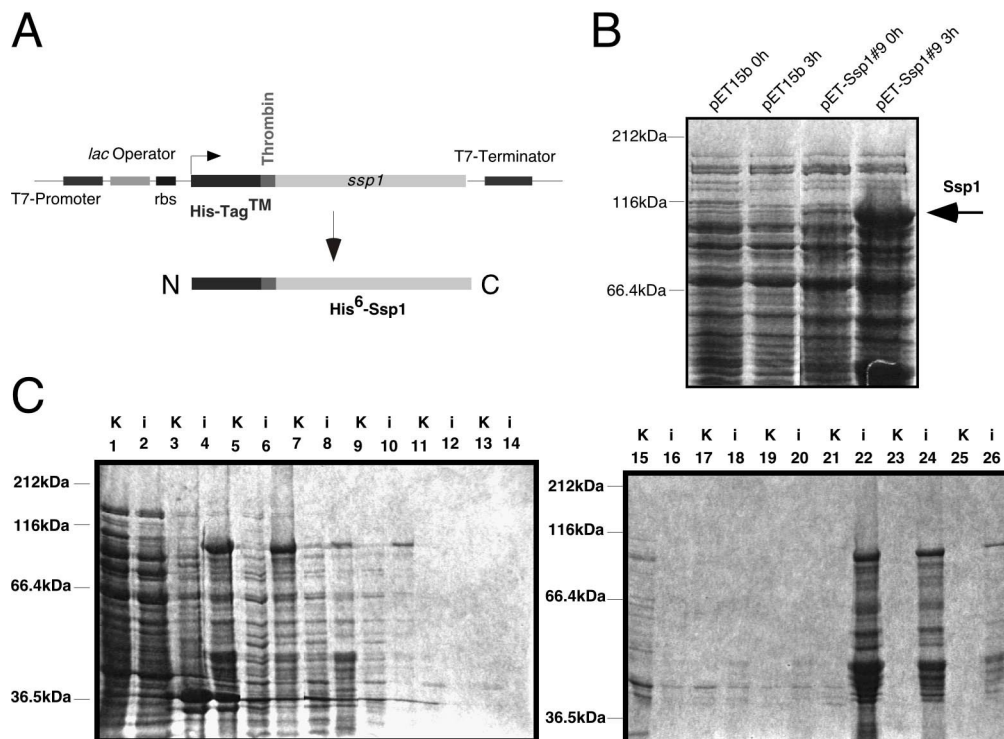 A
lac Operator
Thrombin
T7-Terminator
ssp1
T7-Promoter
rbs
His-Tag™
N
C
His6-Ssp1
B
pET15b 0h
pET15b 3h
pET-Ssp1#9 0h
pET-Ssp1#9 3h
212kDa
116kDa
66.4kDa
Ssp1
C
K i K i K i K i K i K i K i
1 2 3 4 5 6 7 8 9 10 11 12 13 14
212kDa
116kDa
66.4kDa
36.5kDa
K i K i K i K i K i K i
15 16 17 18 19 20 21 22 23 24 25 26
212kDa
116kDa
66.4kDa
36.5kDa